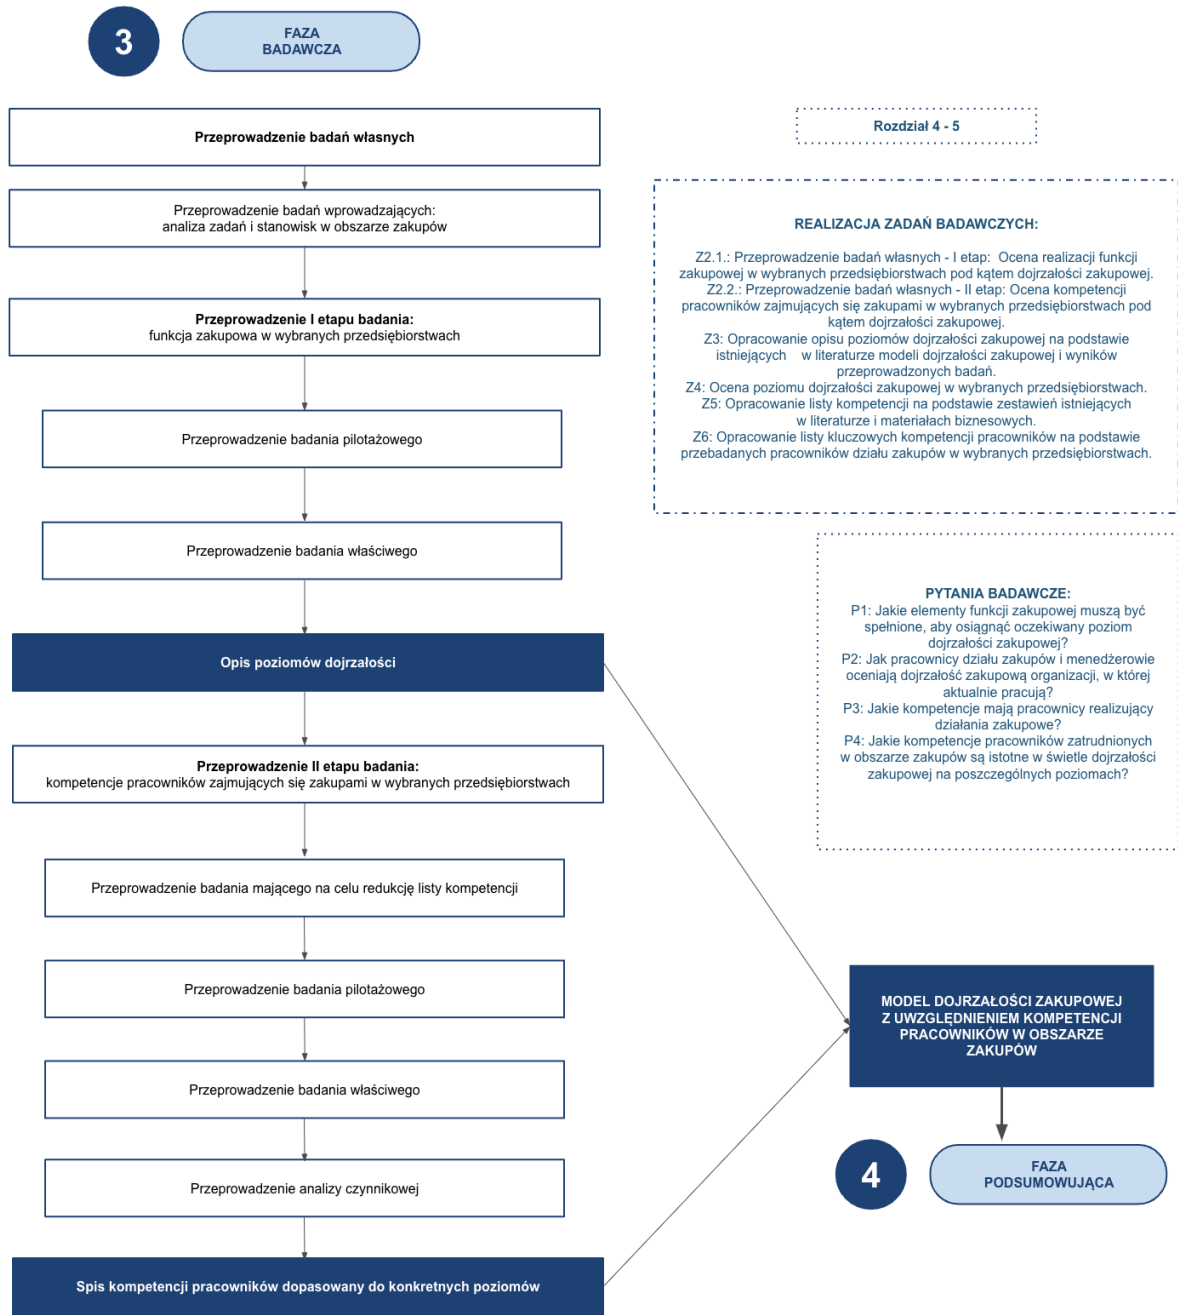 3
FAZA
BADAWCZA
Przeprowadzenie badań własnych
Przeprowadzenie badań wprowadzających:
analiza zadań i stanowisk w obszarze zakupów
Przeprowadzenie I etapu badania:
funkcja zakupowa w wybranych przedsiębiorstwach
Przeprowadzenie badania pilotażowego
Przeprowadzenie badania właściwego
Opis poziomów dojrzałości
Przeprowadzenie II etapu badania:
kompetencje pracowników zajmujących się zakupami w wybranych przedsiębiorstwach
Przeprowadzenie badania mającego na celu redukcję listy kompetencji
Przeprowadzenie badania pilotażowego
Przeprowadzenie badania właściwego
Przeprowadzenie analizy czynnikowej
Spis kompetencji pracowników dopasowany do konkretnych poziomów
Rozdział 4 - 5
REALIZACJA ZADAŃ BADAWCZYCH:
Z2.1.: Przeprowadzenie badań własnych - I etap: Ocena realizacji funkcji
zakupowej w wybranych przedsiębiorstwach pod kątem dojrzałości zakupowej.
Z2.2.: Przeprowadzenie badań własnych - II etap: Ocena kompetencji
pracowników zajmujących się zakupami w wybranych przedsiębiorstwach pod
kątem dojrzałości zakupowej.
Z3: Opracowanie opisu poziomów dojrzałości zakupowej na podstawie
istniejących w literaturze modeli dojrzałości zakupowej i wyników
przeprowadzonych badań.
Z4: Ocena poziomu dojrzałości zakupowej w wybranych przedsiębiorstwach.
Z5: Opracowanie listy kompetencji na podstawie zestawień istniejących
w literaturze i materiałach biznesowych.
Z6: Opracowanie listy kluczowych kompetencji pracowników na podstawie
przebadanych pracowników działu zakupów w wybranych przedsiębiorstwach.
PYTANIA BADAWCZE:
P1: Jakie elementy funkcji zakupowej muszą być
spełnione, aby osiągnąć oczekiwany poziom
dojrzałości zakupowej?
P2: Jak pracownicy działu zakupów i menedżerowie
oceniają dojrzałość zakupową organizacji, w której
aktualnie pracują?
P3: Jakie kompetencje mają pracownicy realizujący
działania zakupowe?
P4: Jakie kompetencje pracowników zatrudnionych
w obszarze zakupów są istotne w świetle dojrzałości
zakupowej na poszczególnych poziomach?
MODEL DOJRZAŁOŚCI ZAKUPOWEJ
Z UWZGLĘDNIENIEM KOMPETENCJI
PRACOWNIKÓW W OBSZARZE
ZAKUPÓW
4
FAZA
PODSUMOWUJĄCA